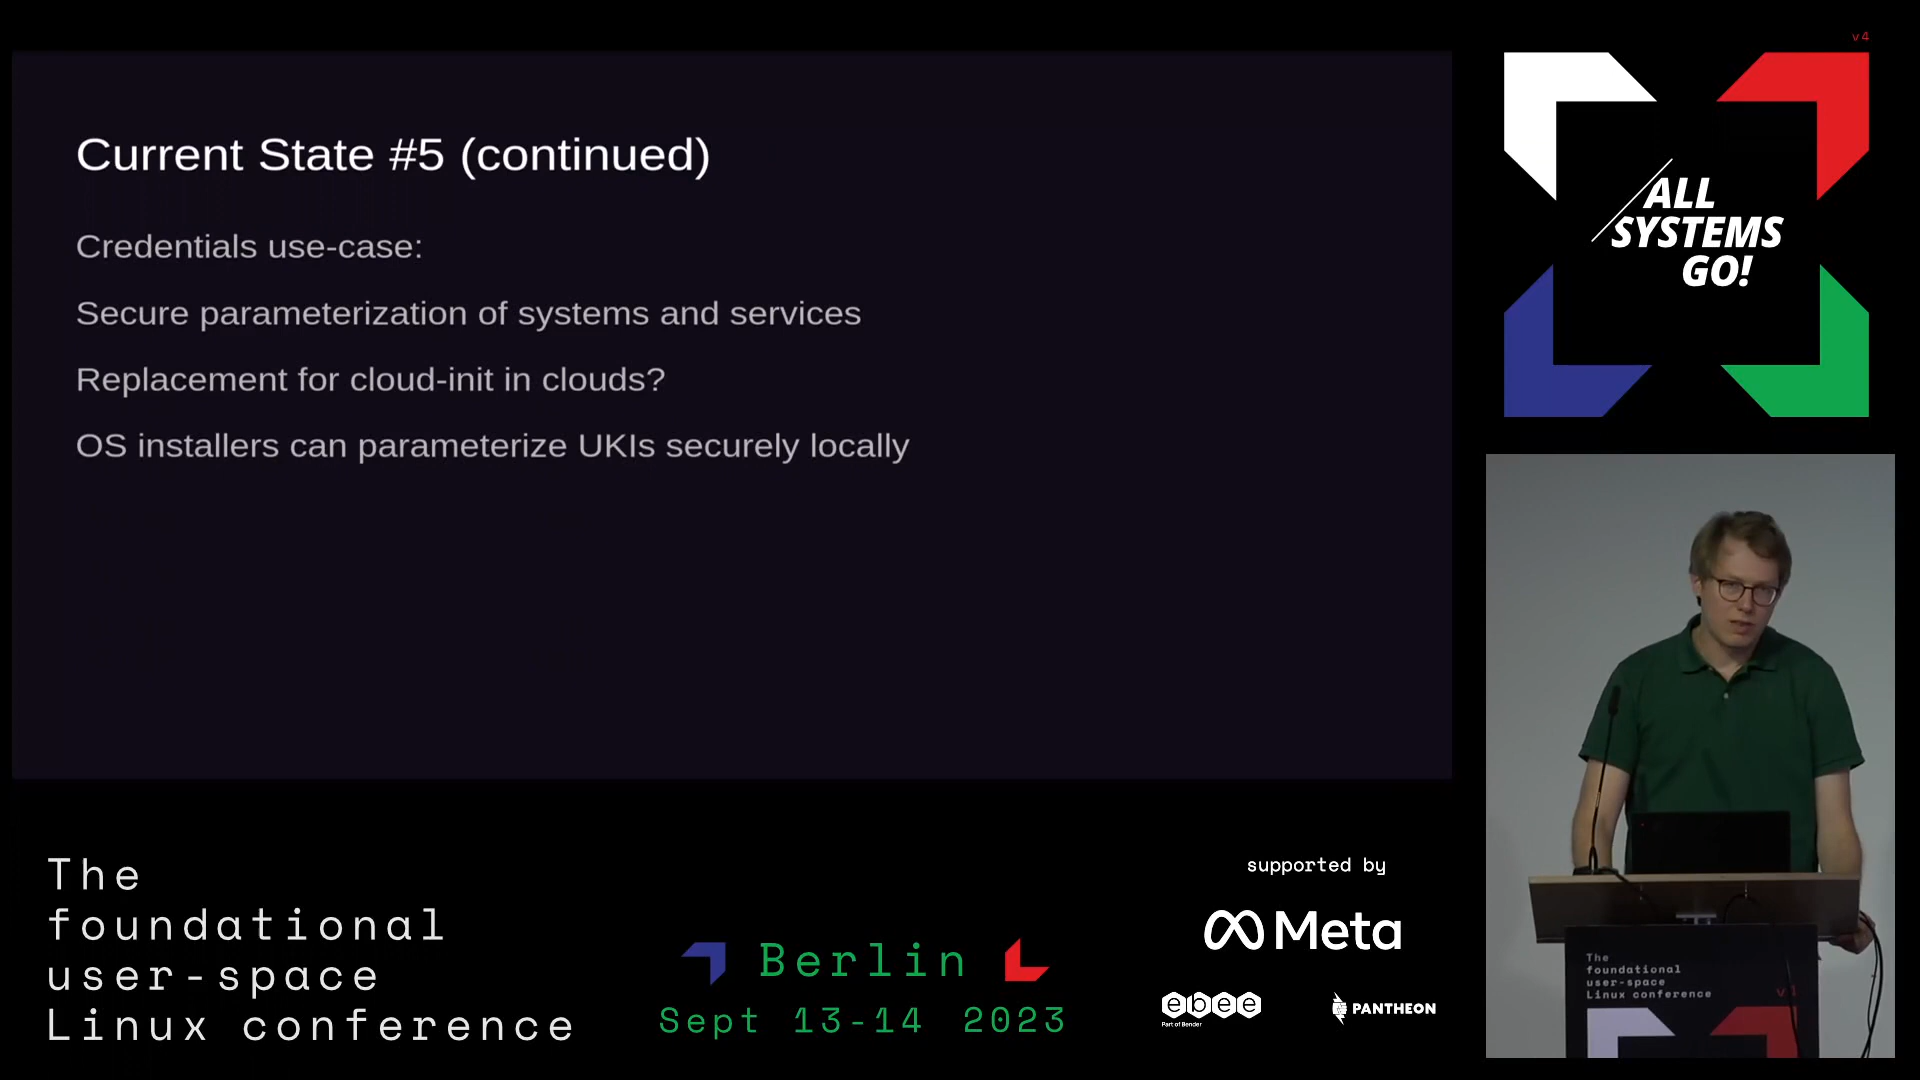 v4
Current State #5 (continued)
Credentials use-case:
Secure parameterization of systems and services
Replacement for cloud-init in clouds?
OS installers can parameterize UKIs securely locally
ALL
SYSTEMS
GO!
The
foundational
user-space
Linux conference
Berlin
Sept 13-14 2023
supported by
Meta
ebee
Part of Bender
PANTHEON
The
foundational
user-space
Linux conference